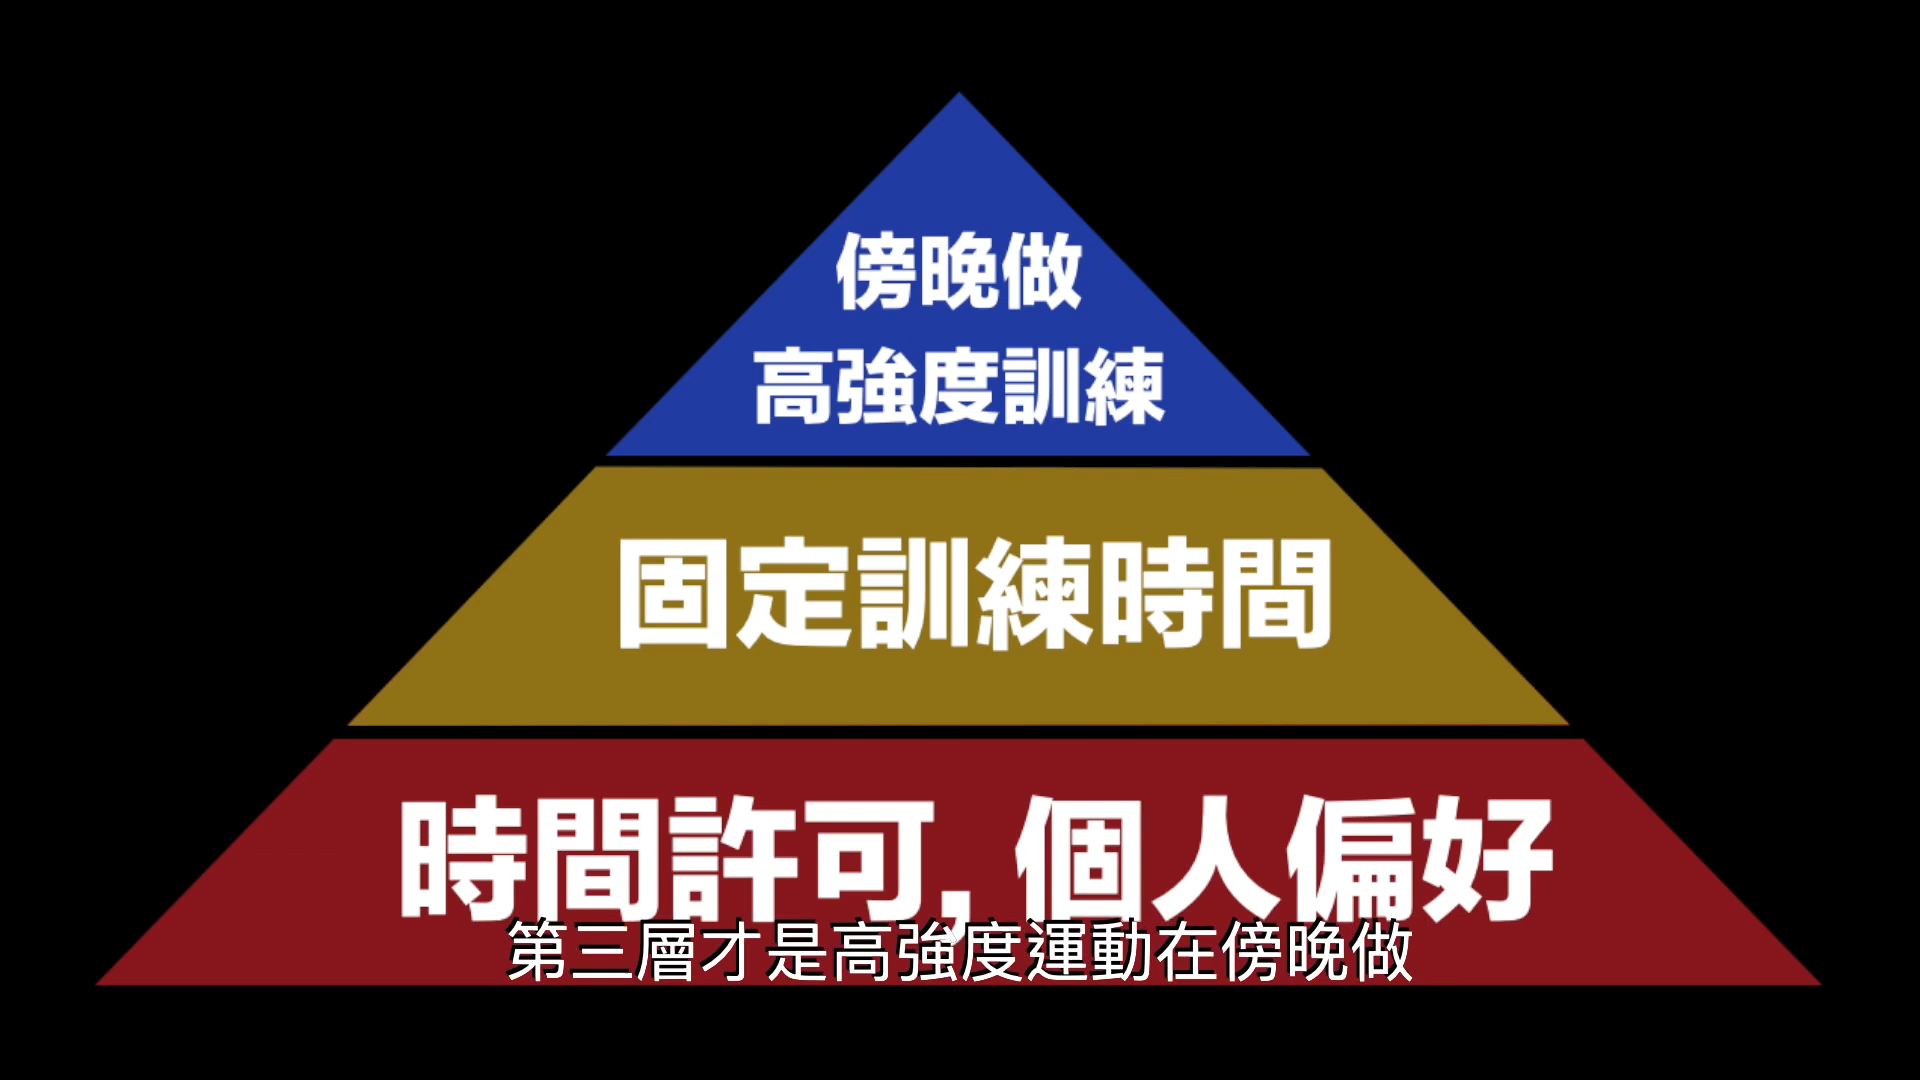 傍晚做
高強度訓練
固定訓練時間
時間許可, 個人偏好
第三層才是高強度運動在傍晚做